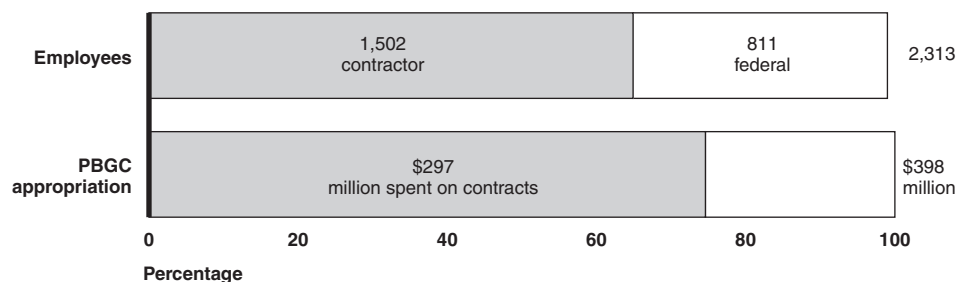 Employees
1,502
contractor
811
federal
2,313
PBGC
appropriation
$297
million spent on contracts
$398
million
0 20 40 60 80 100
Percentage